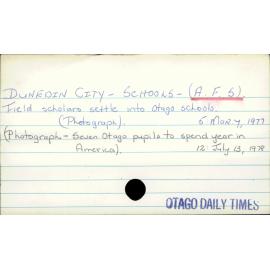 DUNEDIN CITY - SCHOOLS - (A.F.S)
Field scholars settle into Otago schools.
(Photograph). 5 Mar 7, 1977
(Photograph - Seven Otago pupils to spend year in
America). 12 July 13, 1978
OTAGO DAILY TIMES